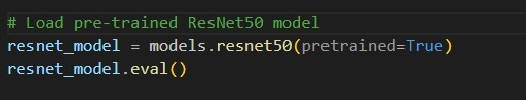 # Load pre-trained ResNet50 model
resnet_model = models.resnet50(pretrained=True)
resnet_model.eval()